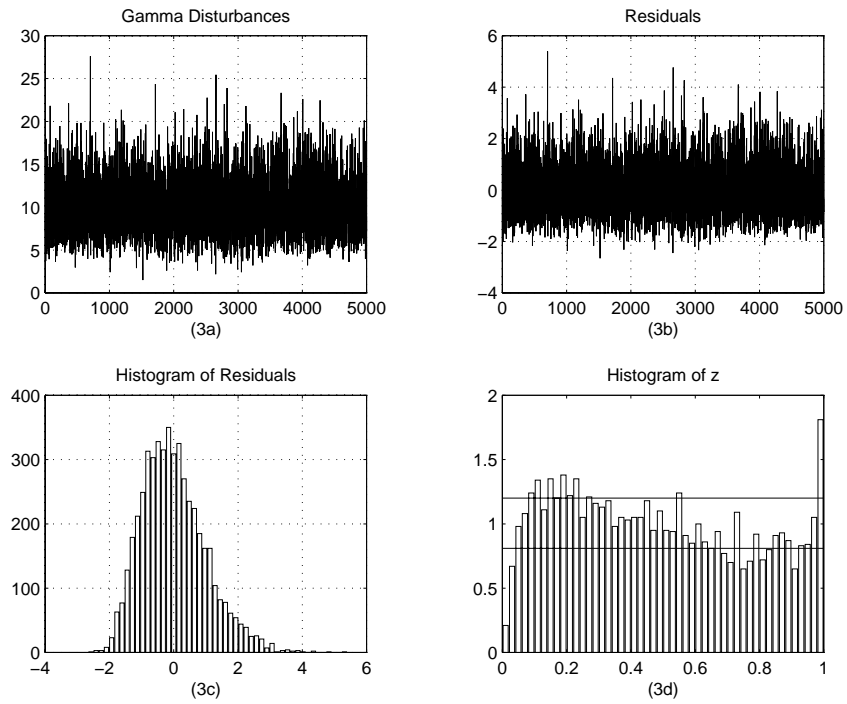 Gamma Disturbances
30
25
20
15
10
5
0
0 1000 2000 3000 4000 5000
(3a)
Residuals
6
4
2
0
−2
−4
0 1000 2000 3000 4000 5000
(3b)
Histogram of Residuals
400
300
200
100
0
−4 −2 0 2 4 6
(3c)
Histogram of z
2
1.5
1
0.5
0
0 0.2 0.4 0.6 0.8 1
(3d)